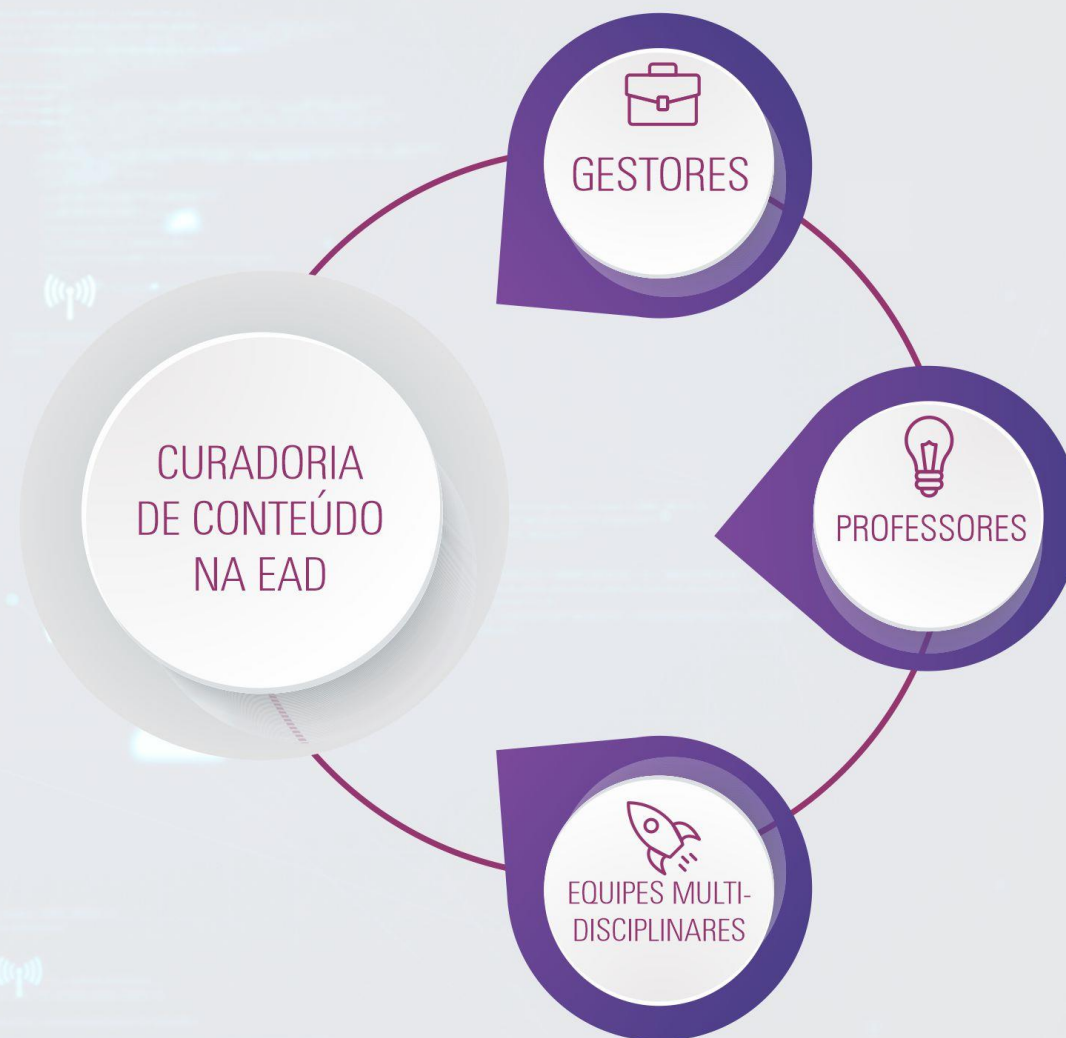 GESTORES
CURADORIA
DE CONTEÚDO
NA EAD
PROFESSORES
EQUIPES MULTI-
DISCIPLINARES